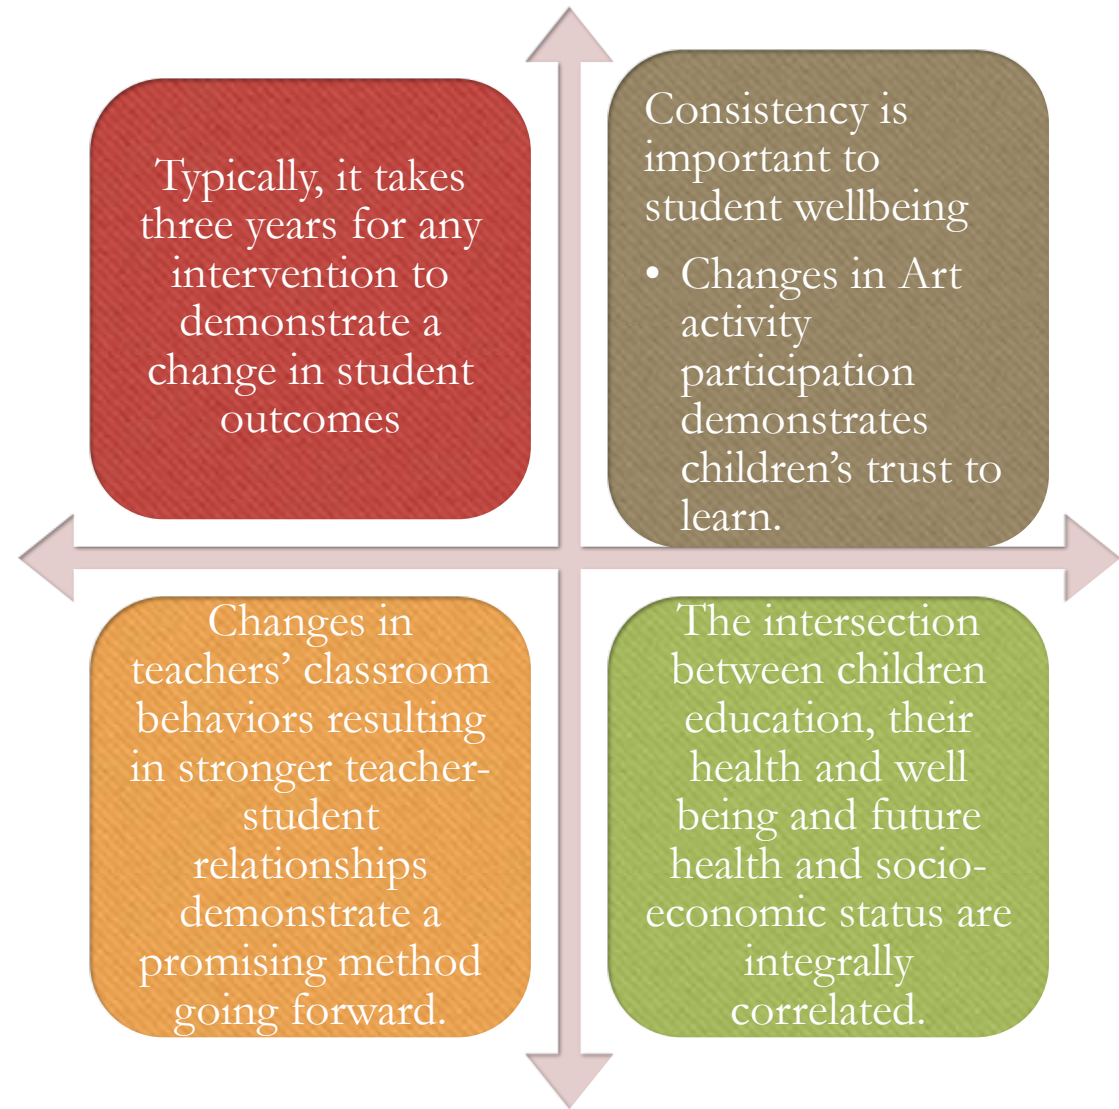 Typically, it takes
three years for any
intervention to
demonstrate a
change in student
outcomes
Consistency is
important to
student wellbeing
• Changes in Art
activity
participation
demonstrates
children’s trust to
learn.
Changes in
teachers’ classroom
behaviors resulting
in stronger teacher-
student
relationships
demonstrate a
promising method
going forward.
The intersection
between children
education, their
health and well
being and future
health and socio-
economic status are
integrally
correlated.